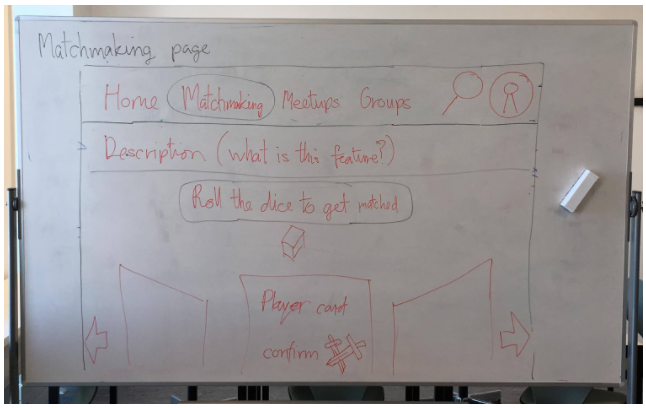 Matchmaking page
Home Matchmaking Meetups Groups
Description (what is this feature?)
Roll the dice to get matched
Player card
confirm